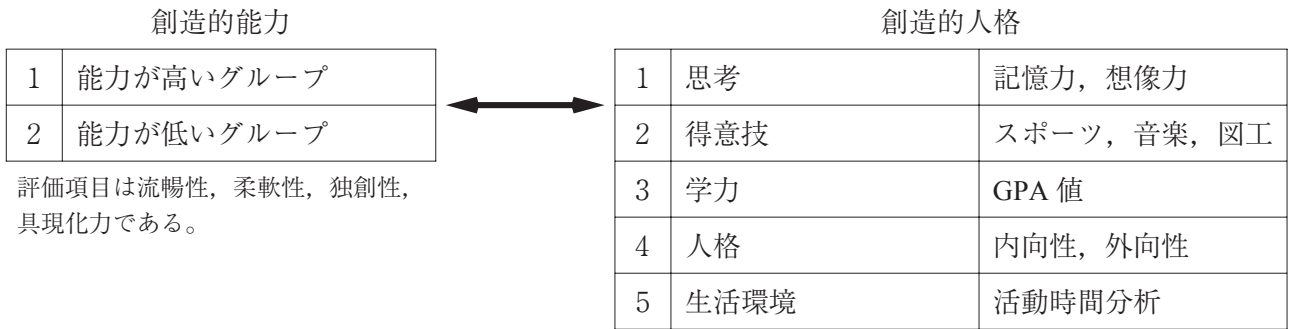 創造的能力
1 能力が高いグループ
2 能力が低いグループ
評価項目は流暢性，柔軟性，独創性，
具現化力である。
創造的人格
1 思考 記憶力，想像力
2 得意技 スポーツ，音楽，図工
3 学力 GPA 値
4 人格 内向性，外向性
5 生活環境 活動時間分析